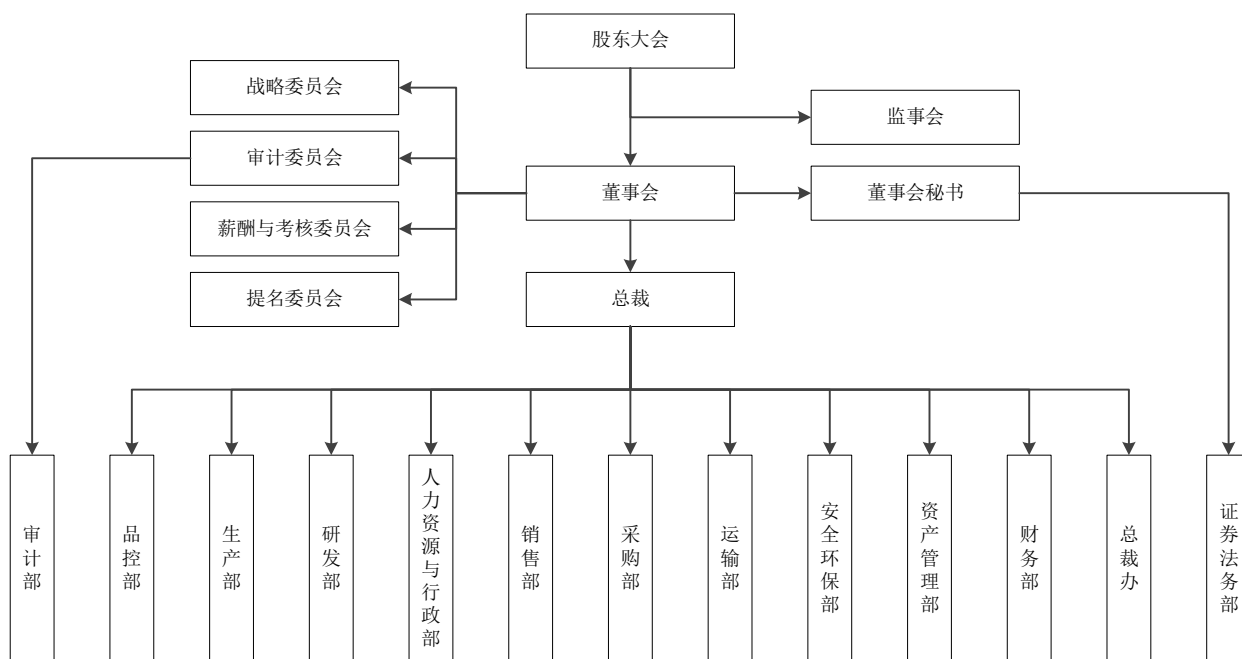 股东大会
战略委员会
监事会
审计委员会
董事会
董事会秘书
薪酬与考核委员会
提名委员会
总裁
审计部
品控部
生产部
研发部
人力资源与行政部
销售部
采购部
运输部
安全环保部
资产管理部
财务部
总裁办
证券法务部